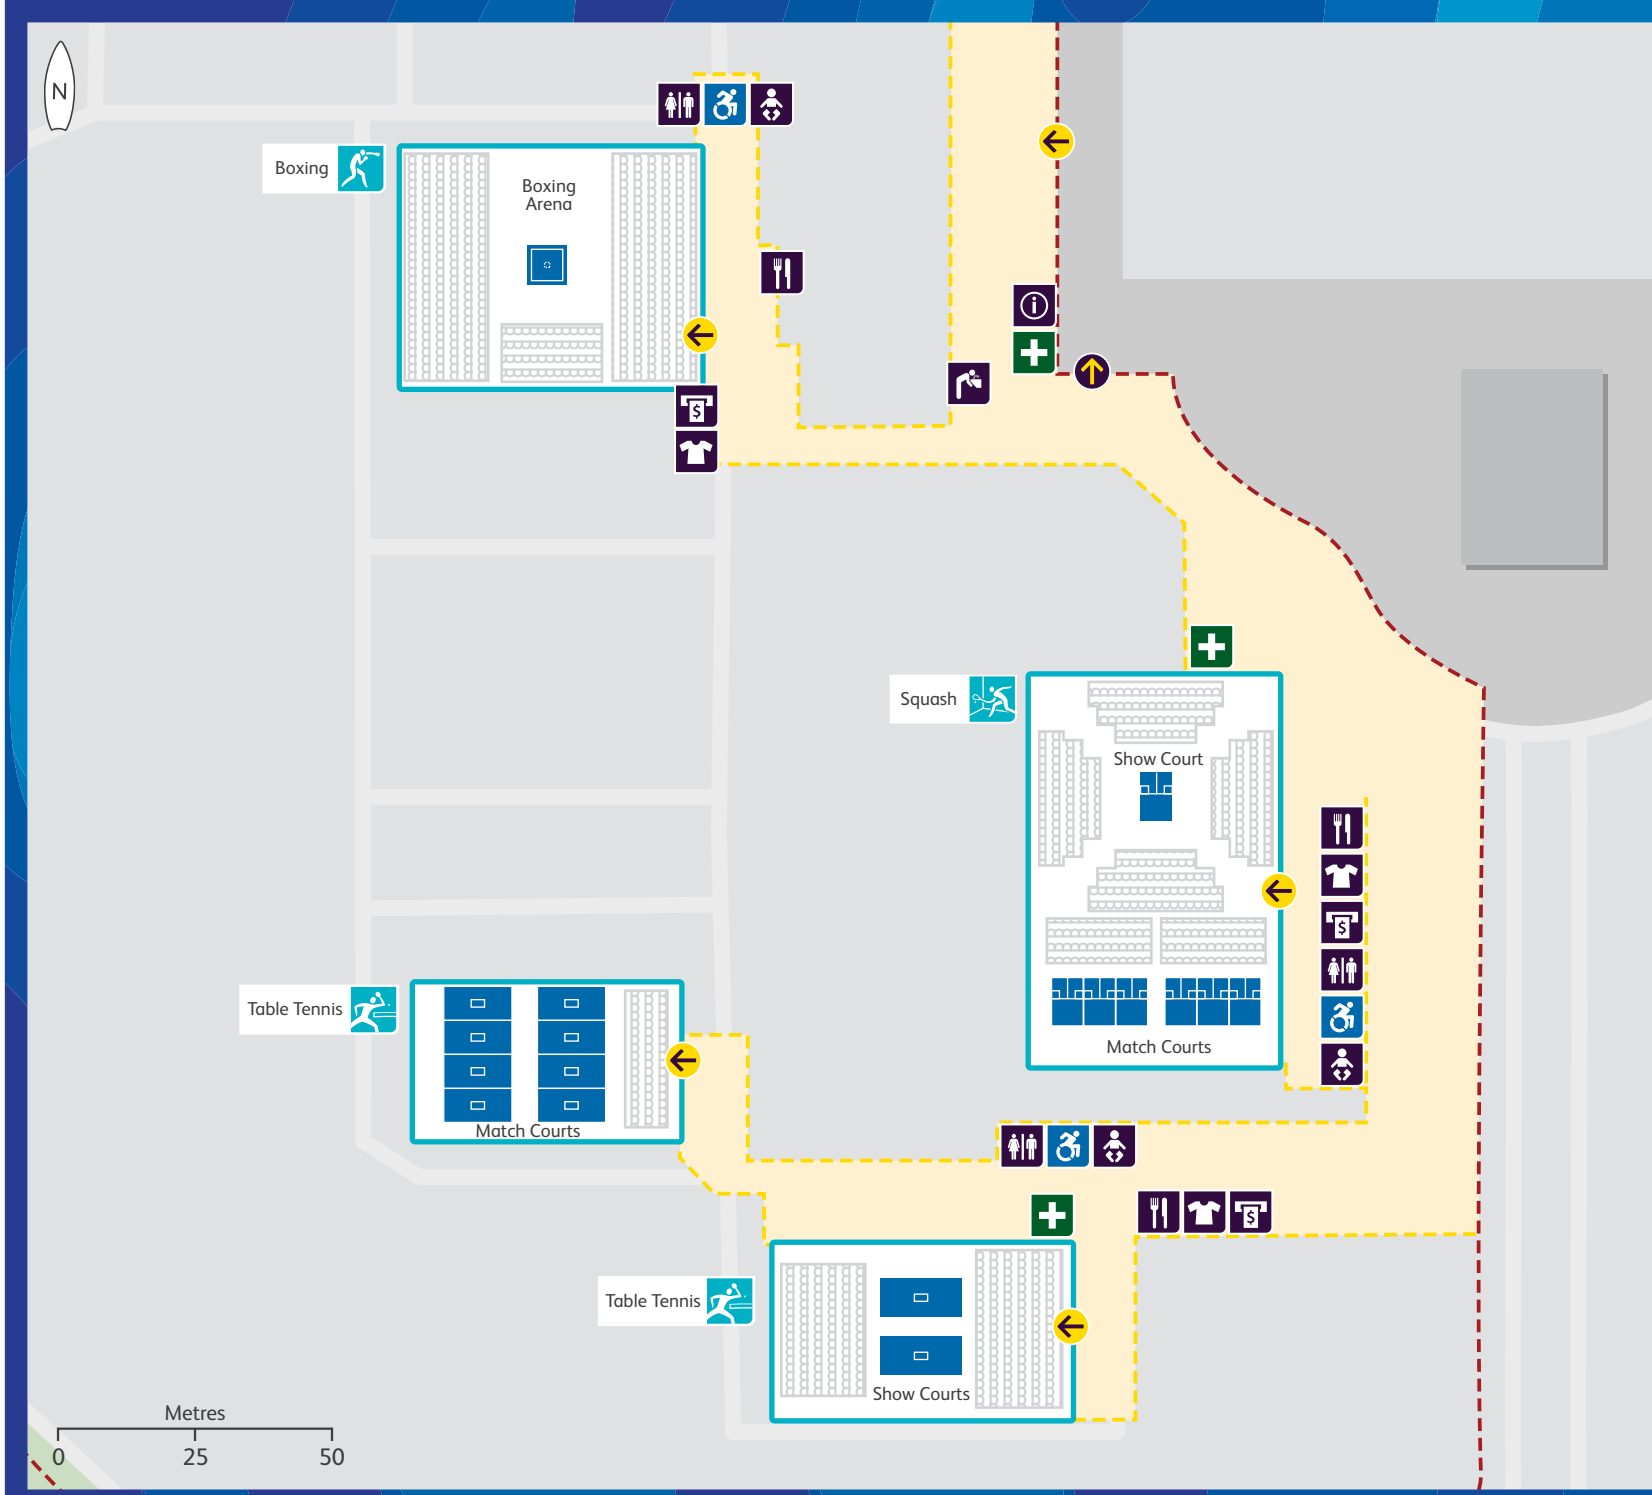 N
Boxing
Boxing
Arena
$
i
Squash
Show Court
$
Match Courts
Table Tennis
Match Courts
$
Table Tennis
Show Courts
Metres
0 25 50